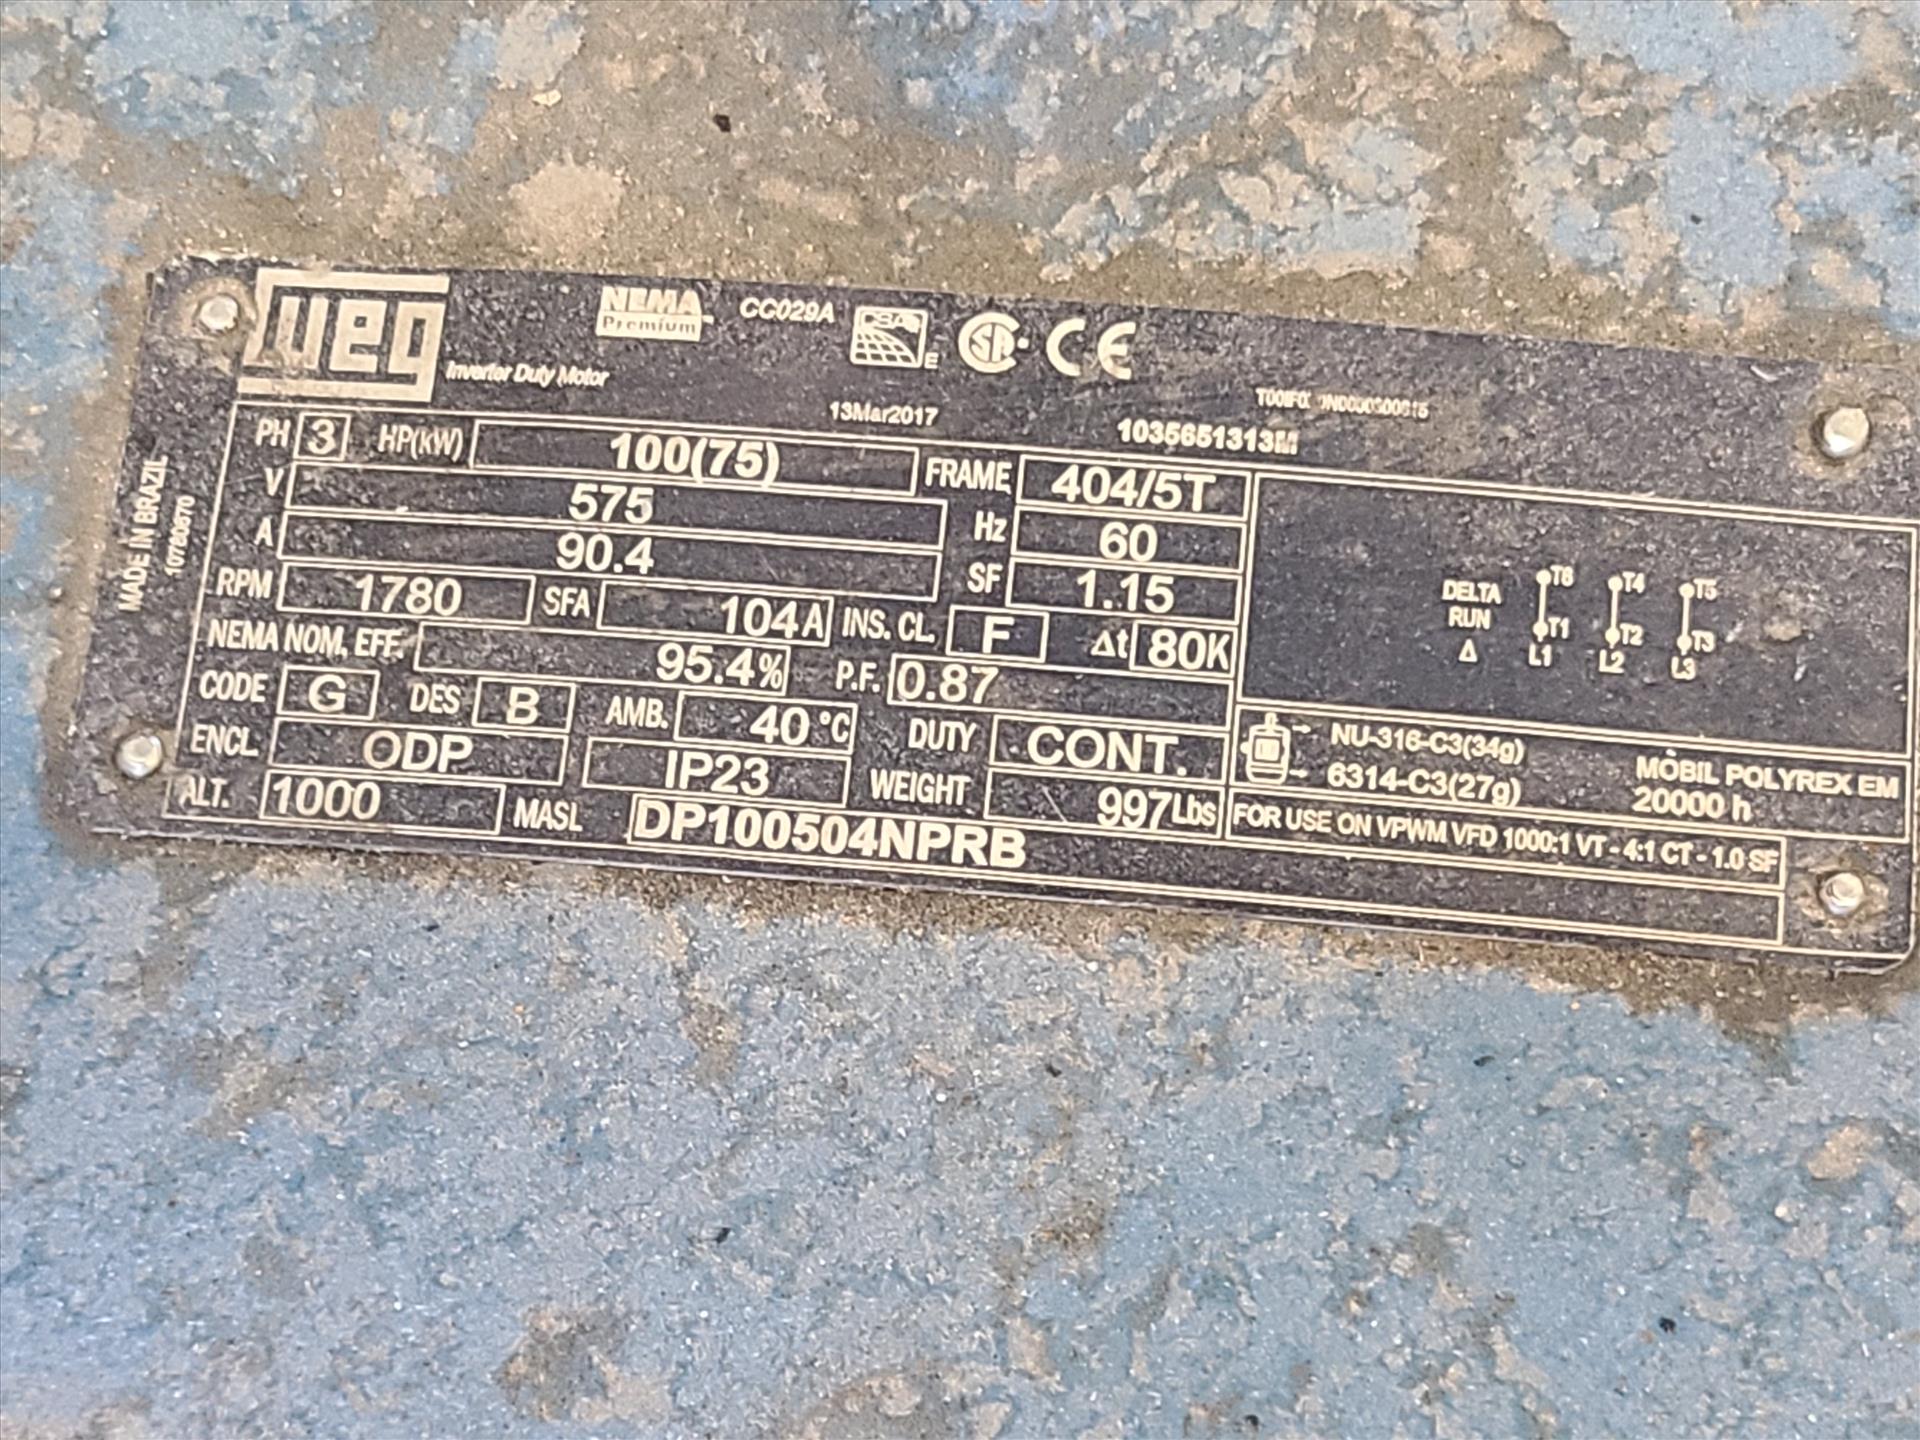 weg
Inverter Duty Motor
NEMA Premium CC029A CSA E SA CE
13Mar2017
1035651313M
MADE IN BRAZIL
10780670
PH 3 HP(kW) 100(75) FRAME 404/5T
V 575 Hz 60
A 90.4 SF 1.15
RPM 1780 SFA 104A INS. CL. F Δt 80K
NEMA NOM. EFF. 95.4% P.F. 0.87
CODE G DES B AMB. 40 °C DUTY CONT.
ENCL. ODP IP23 WEIGHT 997Lbs
ALT. 1000 MASL DP100504NPRB
DELTA RUN Δ
T6 T4 T5
T1 T2 T3
L1 L2 L3
NU-316-C3(34g)
6314-C3(27g)
MOBIL POLYREX EM
20000 h
FOR USE ON VPWM VFD 1000:1 VT - 4:1 CT - 1.0 SF